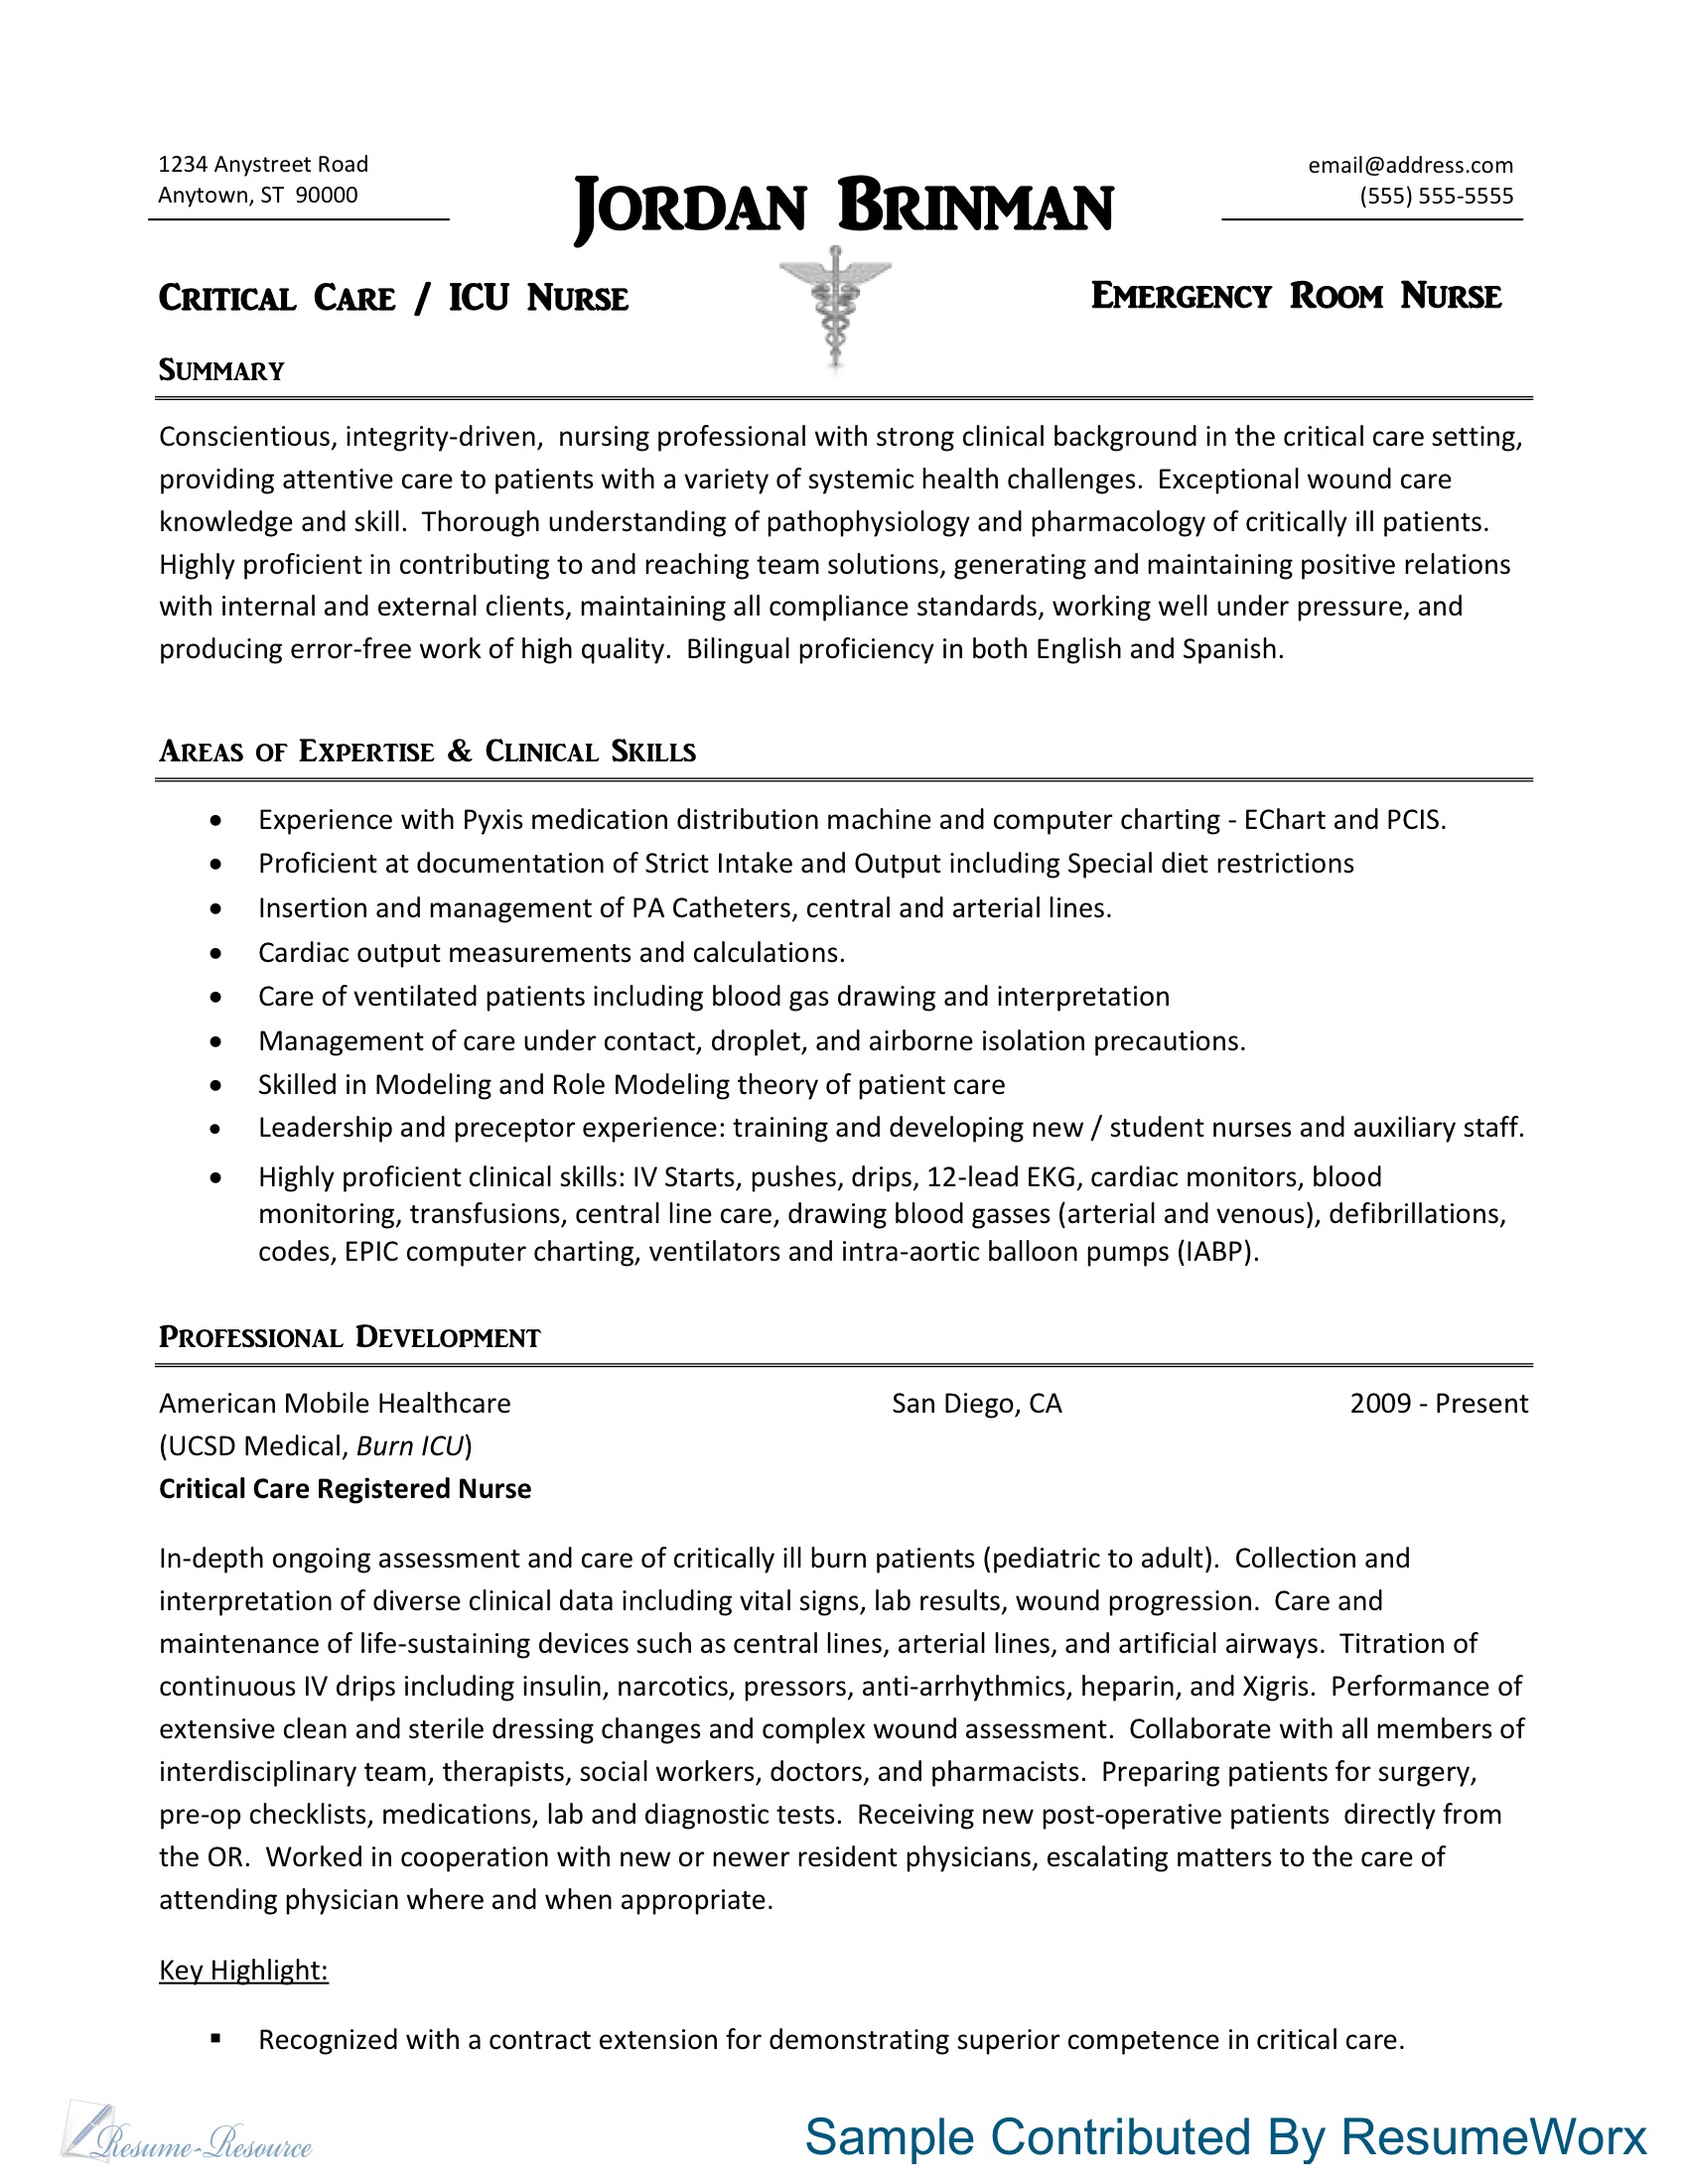 1234 Anystreet Road
Anytown, ST  90000
Jordan Brinman
email@address.com
(555) 555-5555
Critical Care / ICU Nurse
Emergency Room Nurse
Summary
Conscientious, integrity-driven,  nursing professional with strong clinical background in the critical care setting,
providing attentive care to patients with a variety of systemic health challenges.  Exceptional wound care
knowledge and skill.  Thorough understanding of pathophysiology and pharmacology of critically ill patients.
Highly proficient in contributing to and reaching team solutions, generating and maintaining positive relations
with internal and external clients, maintaining all compliance standards, working well under pressure, and
producing error-free work of high quality.  Bilingual proficiency in both English and Spanish.
Areas of Expertise & Clinical Skills
• Experience with Pyxis medication distribution machine and computer charting - EChart and PCIS.
• Proficient at documentation of Strict Intake and Output including Special diet restrictions
• Insertion and management of PA Catheters, central and arterial lines.
• Cardiac output measurements and calculations.
• Care of ventilated patients including blood gas drawing and interpretation
• Management of care under contact, droplet, and airborne isolation precautions.
• Skilled in Modeling and Role Modeling theory of patient care
• Leadership and preceptor experience: training and developing new / student nurses and auxiliary staff.
• Highly proficient clinical skills: IV Starts, pushes, drips, 12-lead EKG, cardiac monitors, blood
monitoring, transfusions, central line care, drawing blood gasses (arterial and venous), defibrillations,
codes, EPIC computer charting, ventilators and intra-aortic balloon pumps (IABP).
Professional Development
American Mobile Healthcare San Diego, CA 2009 - Present
(UCSD Medical, Burn ICU)
Critical Care Registered Nurse
In-depth ongoing assessment and care of critically ill burn patients (pediatric to adult).  Collection and
interpretation of diverse clinical data including vital signs, lab results, wound progression.  Care and
maintenance of life-sustaining devices such as central lines, arterial lines, and artificial airways.  Titration of
continuous IV drips including insulin, narcotics, pressors, anti-arrhythmics, heparin, and Xigris.  Performance of
extensive clean and sterile dressing changes and complex wound assessment.  Collaborate with all members of
interdisciplinary team, therapists, social workers, doctors, and pharmacists.  Preparing patients for surgery,
pre-op checklists, medications, lab and diagnostic tests.  Receiving new post-operative patients  directly from
the OR.  Worked in cooperation with new or newer resident physicians, escalating matters to the care of
attending physician where and when appropriate.
Key Highlight:
▪ Recognized with a contract extension for demonstrating superior competence in critical care.
Resume-Resource
Sample Contributed By ResumeWorx